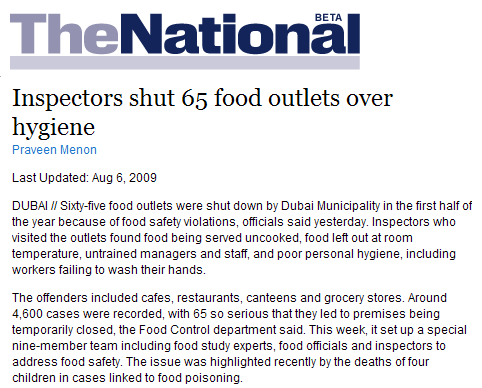 BETA
TheNational
Inspectors shut 65 food outlets over
hygiene
Praveen Menon
Last Updated: Aug 6, 2009
DUBAI // Sixty-five food outlets were shut down by Dubai Municipality in the first half of
the year because of food safety violations, officials said yesterday. Inspectors who
visited the outlets found food being served uncooked, food left out at room
temperature, untrained managers and staff, and poor personal hygiene, including
workers failing to wash their hands.
The offenders included cafes, restaurants, canteens and grocery stores. Around
4,600 cases were recorded, with 65 so serious that they led to premises being
temporarily closed, the Food Control department said. This week, it set up a special
nine-member team including food study experts, food officials and inspectors to
address food safety. The issue was highlighted recently by the deaths of four
children in cases linked to food poisoning.